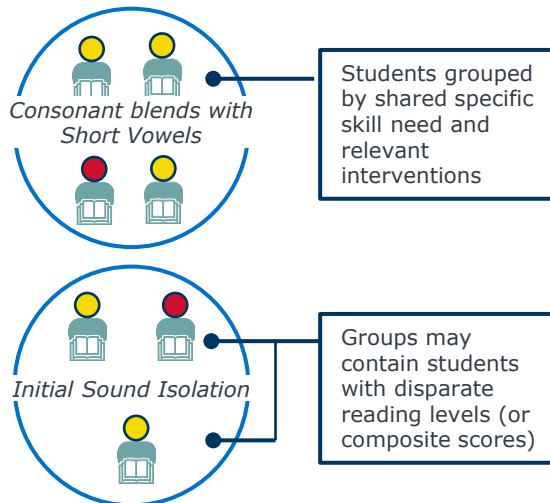 Consonant blends with
Short Vowels
Students grouped
by shared specific
skill need and
relevant
interventions
Initial Sound Isolation
Groups may
contain students
with disparate
reading levels (or
composite scores)